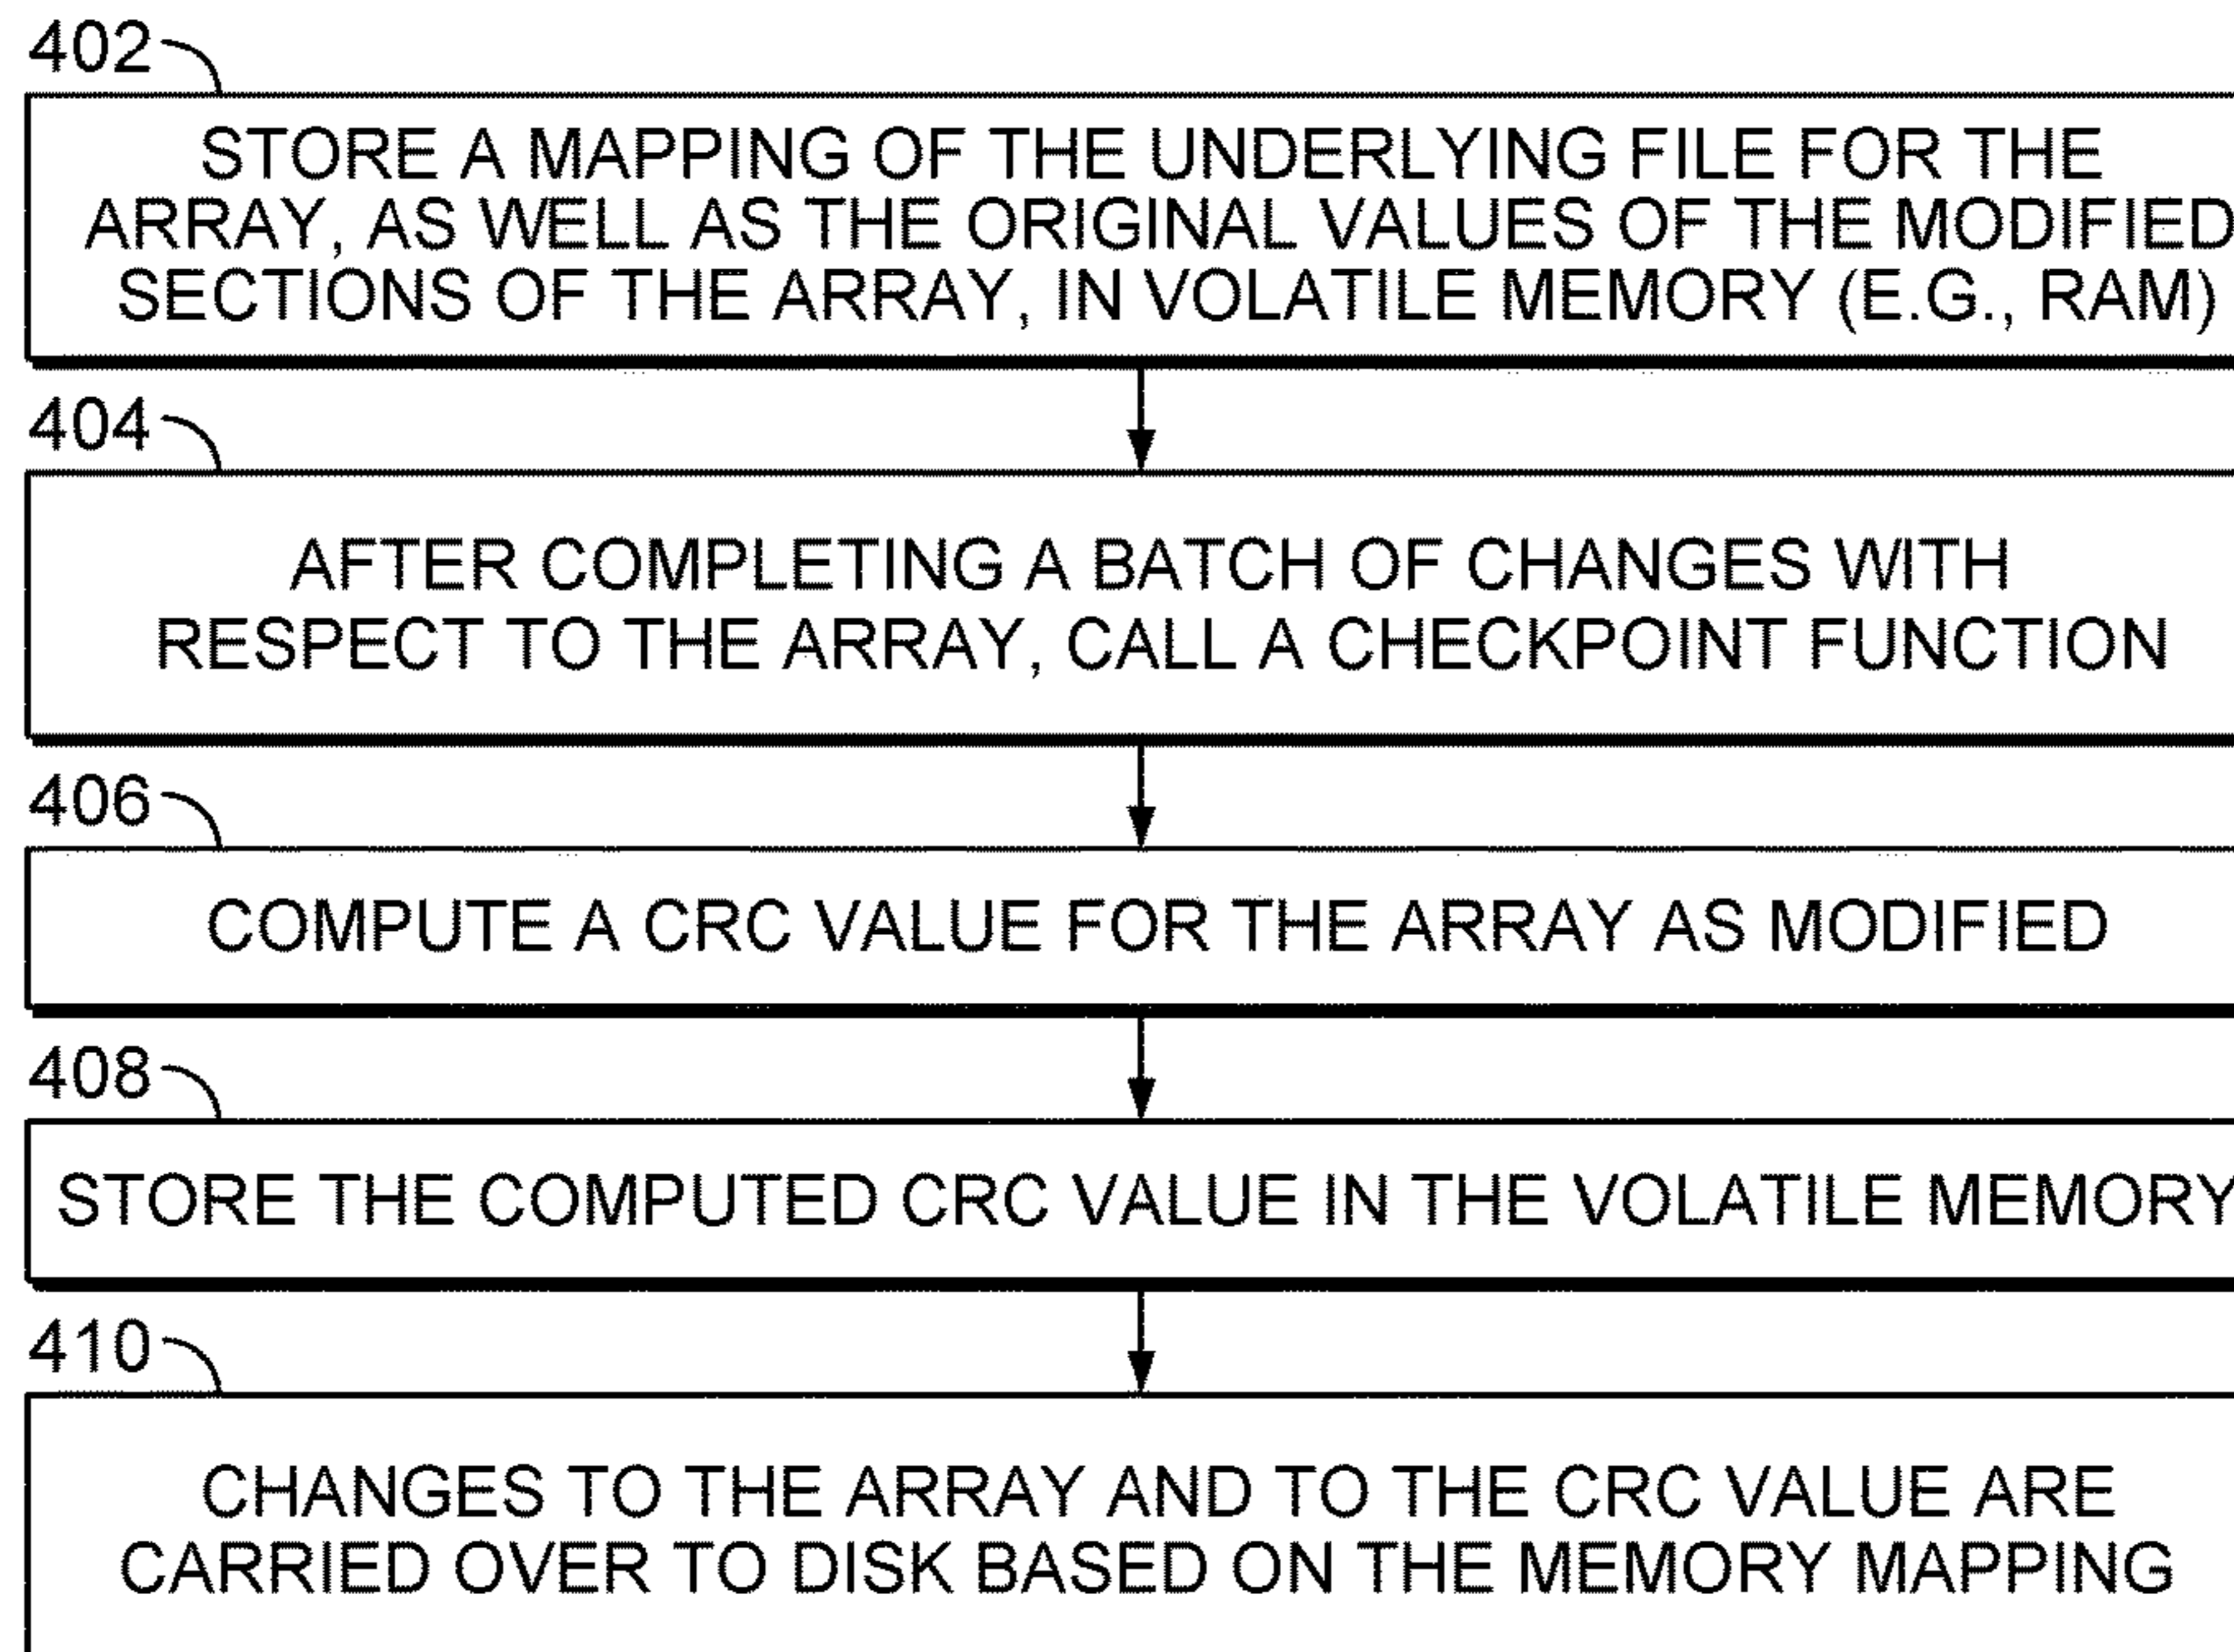 402
STORE A MAPPING OF THE UNDERLYING FILE FOR THE
ARRAY, AS WELL AS THE ORIGINAL VALUES OF THE MODIFIED
SECTIONS OF THE ARRAY, IN VOLATILE MEMORY (E.G., RAM)
404
AFTER COMPLETING A BATCH OF CHANGES WITH
RESPECT TO THE ARRAY, CALL A CHECKPOINT FUNCTION
406
COMPUTE A CRC VALUE FOR THE ARRAY AS MODIFIED
408
STORE THE COMPUTED CRC VALUE IN THE VOLATILE MEMORY
410
CHANGES TO THE ARRAY AND TO THE CRC VALUE ARE
CARRIED OVER TO DISK BASED ON THE MEMORY MAPPING